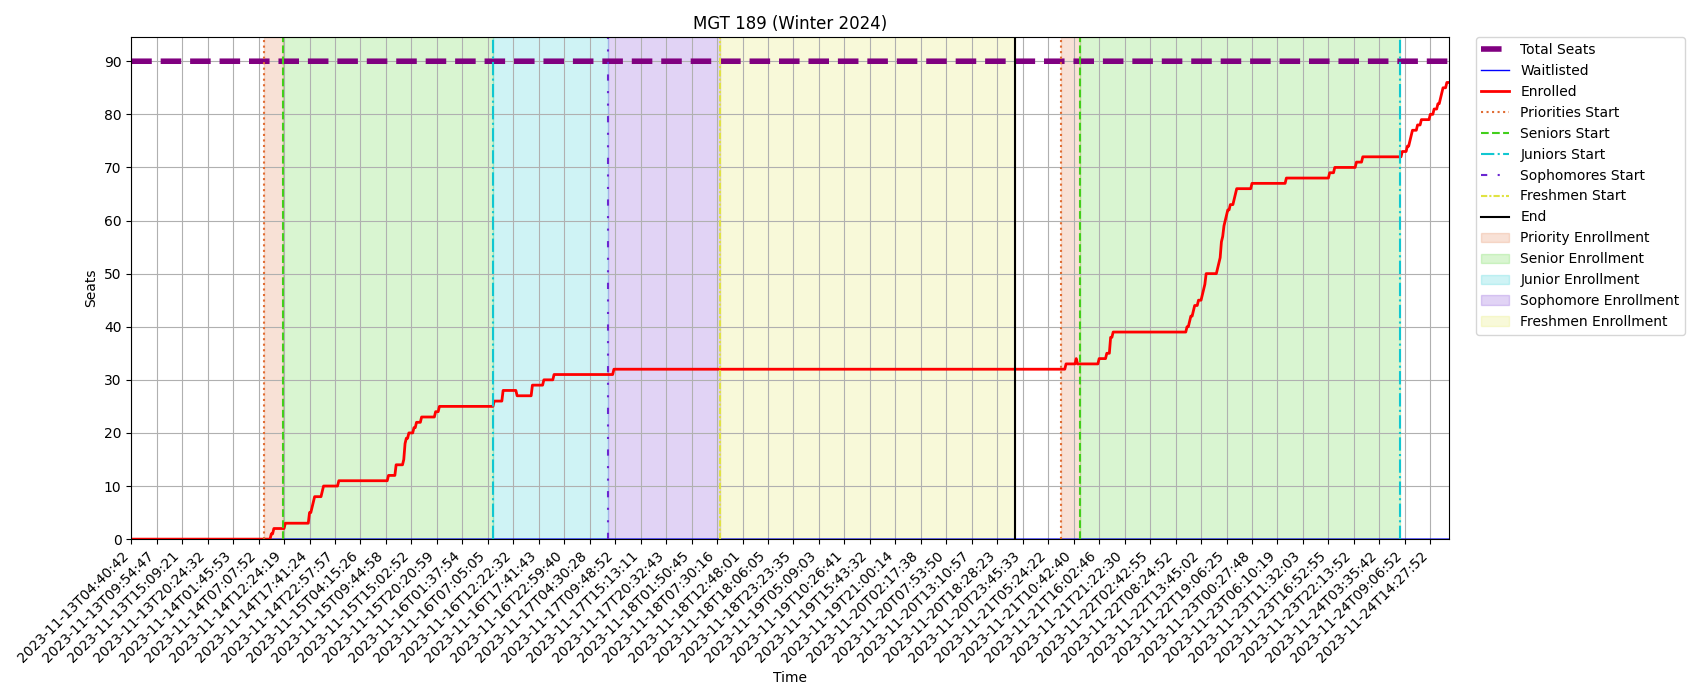 MGT 189 (Winter 2024)
Seats
90
80
70
60
50
40
30
20
10
0
2023-11-13T04:40:42
2023-11-13T09:54:47
2023-11-13T15:09:21
2023-11-13T20:24:32
2023-11-14T01:45:53
2023-11-14T07:07:52
2023-11-14T12:24:19
2023-11-14T17:41:24
2023-11-14T22:57:57
2023-11-15T04:15:26
2023-11-15T09:44:58
2023-11-15T15:02:52
2023-11-15T20:20:59
2023-11-16T01:37:54
2023-11-16T07:05:05
2023-11-16T12:22:32
2023-11-16T17:41:43
2023-11-16T22:59:40
2023-11-17T04:30:28
2023-11-17T09:48:52
2023-11-17T15:13:11
2023-11-17T20:32:43
2023-11-18T01:50:45
2023-11-18T07:30:16
2023-11-18T12:48:01
2023-11-18T18:06:05
2023-11-18T23:23:35
2023-11-19T05:09:03
2023-11-19T10:26:41
2023-11-19T15:43:32
2023-11-19T21:00:14
2023-11-20T02:17:38
2023-11-20T07:53:50
2023-11-20T13:10:57
2023-11-20T18:28:23
2023-11-20T23:45:33
2023-11-21T05:24:22
2023-11-21T10:42:40
2023-11-21T16:02:46
2023-11-21T21:22:30
2023-11-22T02:42:55
2023-11-22T08:24:52
2023-11-22T13:45:02
2023-11-22T19:06:25
2023-11-23T00:27:48
2023-11-23T06:10:19
2023-11-23T11:32:03
2023-11-23T16:52:55
2023-11-23T22:13:52
2023-11-24T03:35:42
2023-11-24T09:06:52
2023-11-24T14:27:52
Time
Total Seats
Waitlisted
Enrolled
Priorities Start
Seniors Start
Juniors Start
Sophomores Start
Freshmen Start
End
Priority Enrollment
Senior Enrollment
Junior Enrollment
Sophomore Enrollment
Freshmen Enrollment